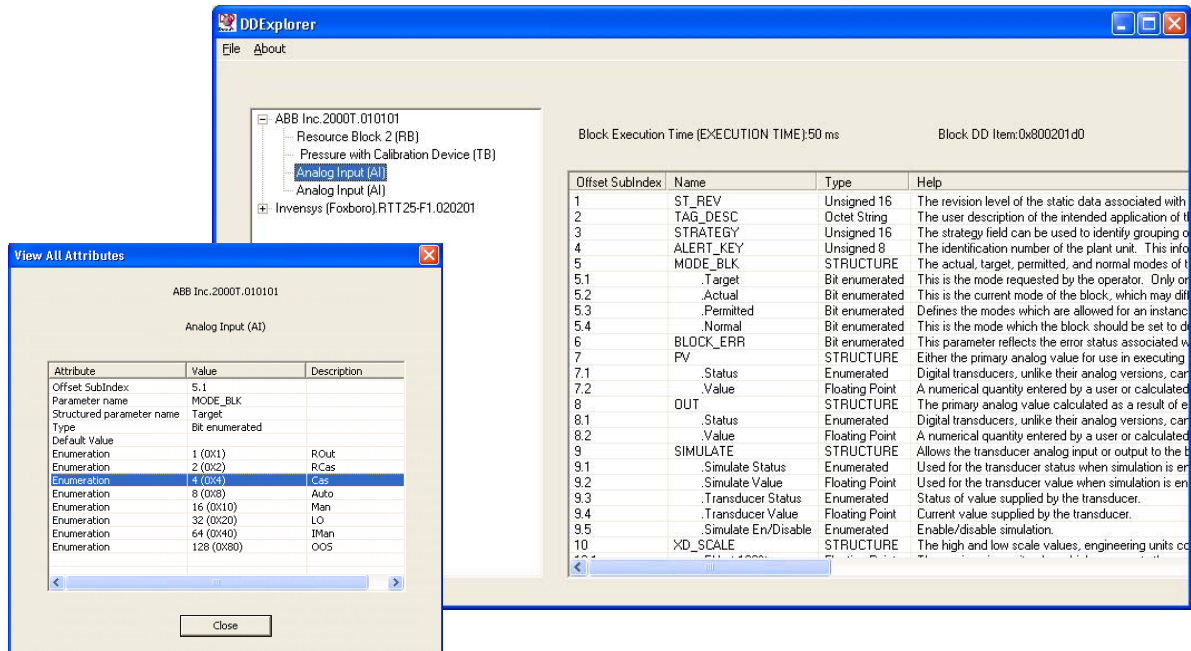 DDExplorer
File About
ABB Inc.2000T.010101
Resource Block 2 (RB)
Pressure with Calibration Device (TB)
Analog Input (AI)
Analog Input (AI)
Invensys (Foxboro).RTT25-F1.020201
Block Execution Time (EXECUTION TIME):50 ms Block DD Item:0x800201d0
Offset SubIndex Name Type Help
1 ST_REV Unsigned 16 The revision level of the static data associated with
2 TAG_DESC Octet String The user description of the intended application of
3 STRATEGY Unsigned 16 The strategy field can be used to identify grouping
4 ALERT_KEY Unsigned 8 The identification number of the plant unit. This info
5 MODE_BLK STRUCTURE The actual, target, permitted, and normal modes of
5.1 .Target Bit enumerated This is the mode requested by the operator. Only
5.2 .Actual Bit enumerated This is the current mode of the block, which may
5.3 .Permitted Bit enumerated Defines the modes which are allowed for an instanc
5.4 .Normal Bit enumerated This is the mode which the block should be set to
6 BLOCK_ERR Bit enumerated This parameter reflects the error status associated
7 PV STRUCTURE Either the primary analog value for use in executing
7.1 .Status Enumerated Digital transducers, unlike their analog versions, can
7.2 .Value Floating Point A numerical quantity entered by a user or calculated
8 OUT STRUCTURE The primary analog value calculated as a result of
8.1 .Status Enumerated Digital transducers, unlike their analog versions, can
8.2 .Value Floating Point A numerical quantity entered by a user or calculated
9 SIMULATE STRUCTURE Allows the transducer analog input or output to the
9.1 .Simulate Status Enumerated Used for the transducer status when simulation is en
9.2 .Simulate Value Floating Point Used for the transducer value when simulation is en
9.3 .Transducer Status Enumerated Status of value supplied by the transducer.
9.4 .Transducer Value Floating Point Current value supplied by the transducer.
9.5 .Simulate En/Disable Enumerated Enable/disable simulation.
10 XD_SCALE STRUCTURE The high and low scale values, engineering units
View All Attributes
ABB Inc.2000T.010101
Analog Input (AI)
Attribute Value Description
Offset SubIndex 5.1
Parameter name MODE_BLK
Structured parameter name Target
Type Bit enumerated
Default Value
Enumeration 1 (0X1) ROut
Enumeration 2 (0X2) RCas
Enumeration 4 (0X4) Cas
Enumeration 8 (0X8) Auto
Enumeration 16 (0X10) Man
Enumeration 32 (0X20) LO
Enumeration 64 (0X40) IMan
Enumeration 128 (0X80) OOS
Close